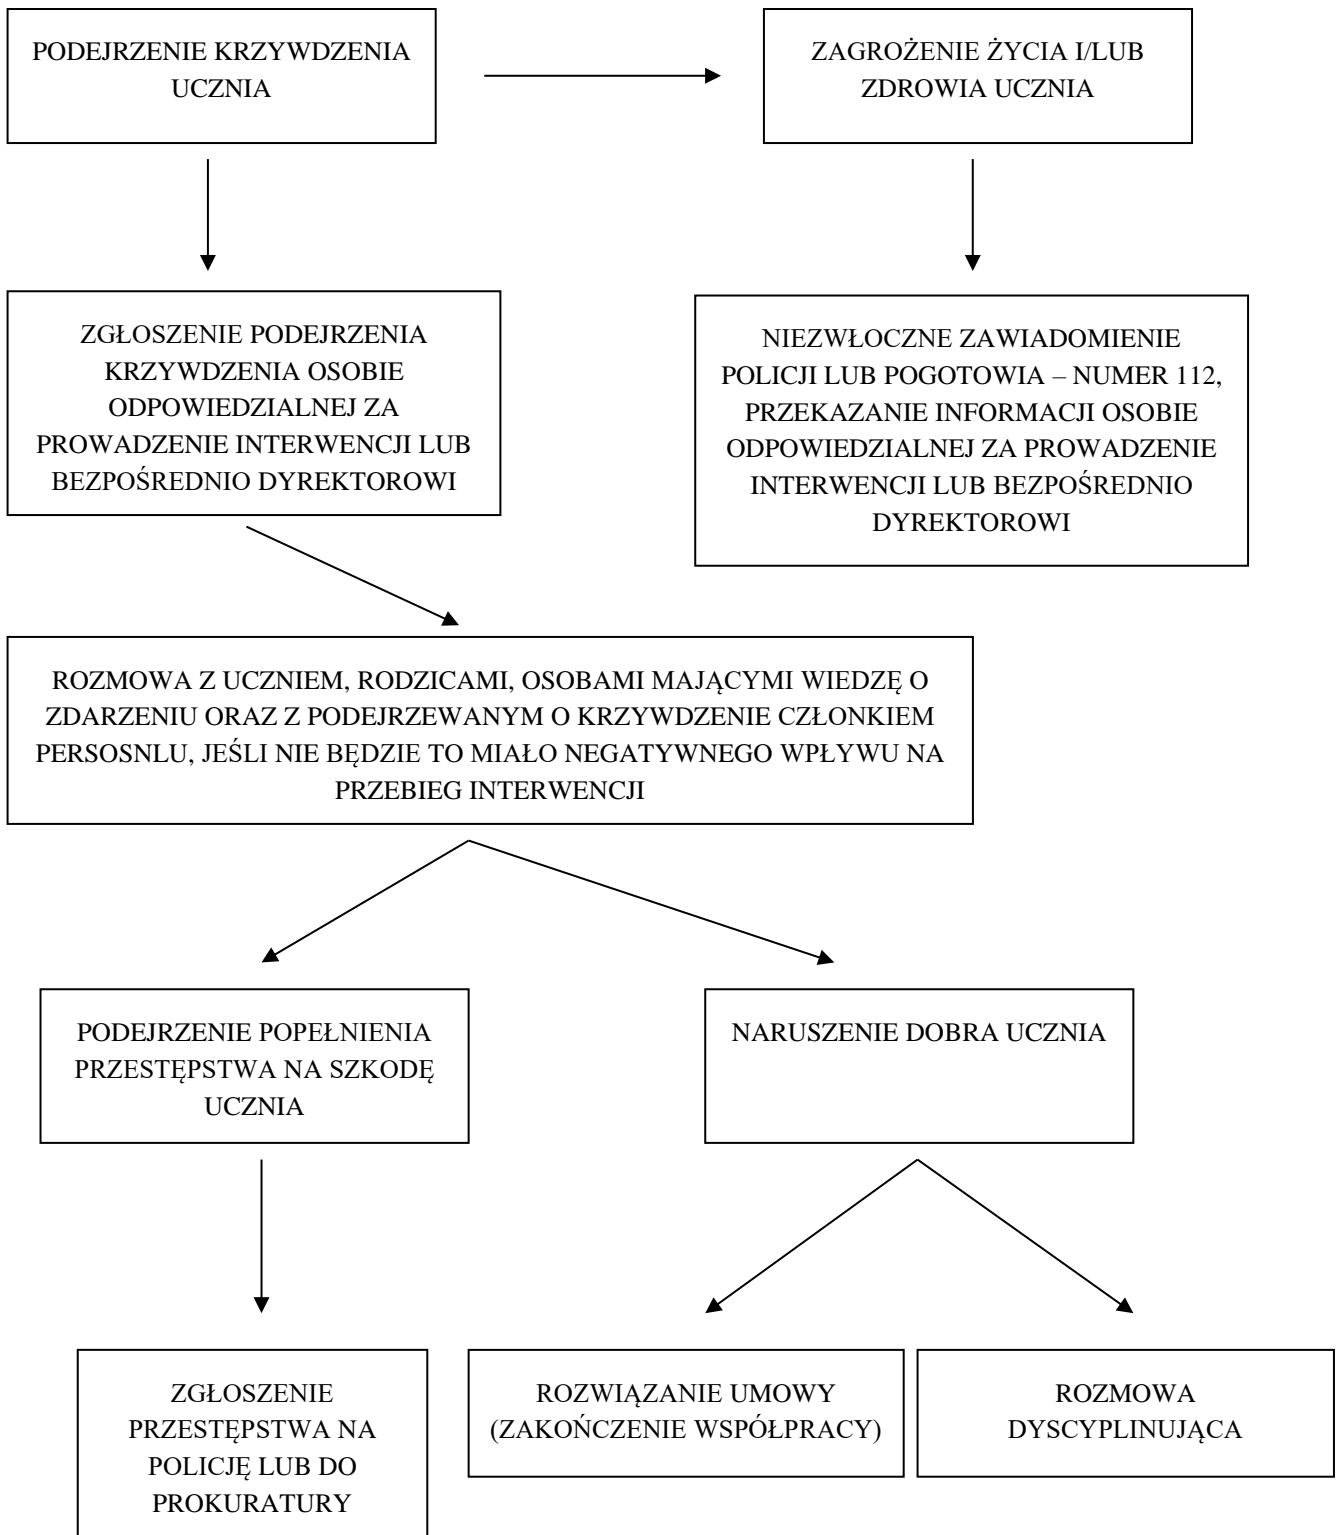 PODEJRZENIE KRZYWDZENIA
UCZNIA
ZAGROŻENIE ŻYCIA I/LUB
ZDROWIA UCZNIA
ZGŁOSZENIE PODEJRZENIA
KRZYWDZENIA OSOBIE
ODPOWIEDZIALNEJ ZA
PROWADZENIE INTERWENCJI LUB
BEZPOŚREDNIO DYREKTOROWI
NIEZWŁOCZNE ZAWIADOMIENIE
POLICJI LUB POGOTOWIA – NUMER 112,
PRZEKAZANIE INFORMACJI OSOBIE
ODPOWIEDZIALNEJ ZA PROWADZENIE
INTERWENCJI LUB BEZPOŚREDNIO
DYREKTOROWI
ROZMOWA Z UCZNIEM, RODZICAMI, OSOBAMI MAJĄCYMI WIEDZĘ O
ZDARZENIU ORAZ Z PODEJRZEWANYM O KRZYWDZENIE CZŁONKIEM
PERSOSNLU, JEŚLI NIE BĘDZIE TO MIAŁO NEGATYWNEGO WPŁYWU NA
PRZEBIEG INTERWENCJI
PODEJRZENIE POPEŁNIENIA
PRZESTĘPSTWA NA SZKODĘ
UCZNIA
NARUSZENIE DOBRA UCZNIA
ZGŁOSZENIE
PRZESTĘPSTWA NA
POLICJĘ LUB DO
PROKURATURY
ROZWIĄZANIE UMOWY
(ZAKOŃCZENIE WSPÓŁPRACY)
ROZMOWA
DYSCYPLINUJĄCA